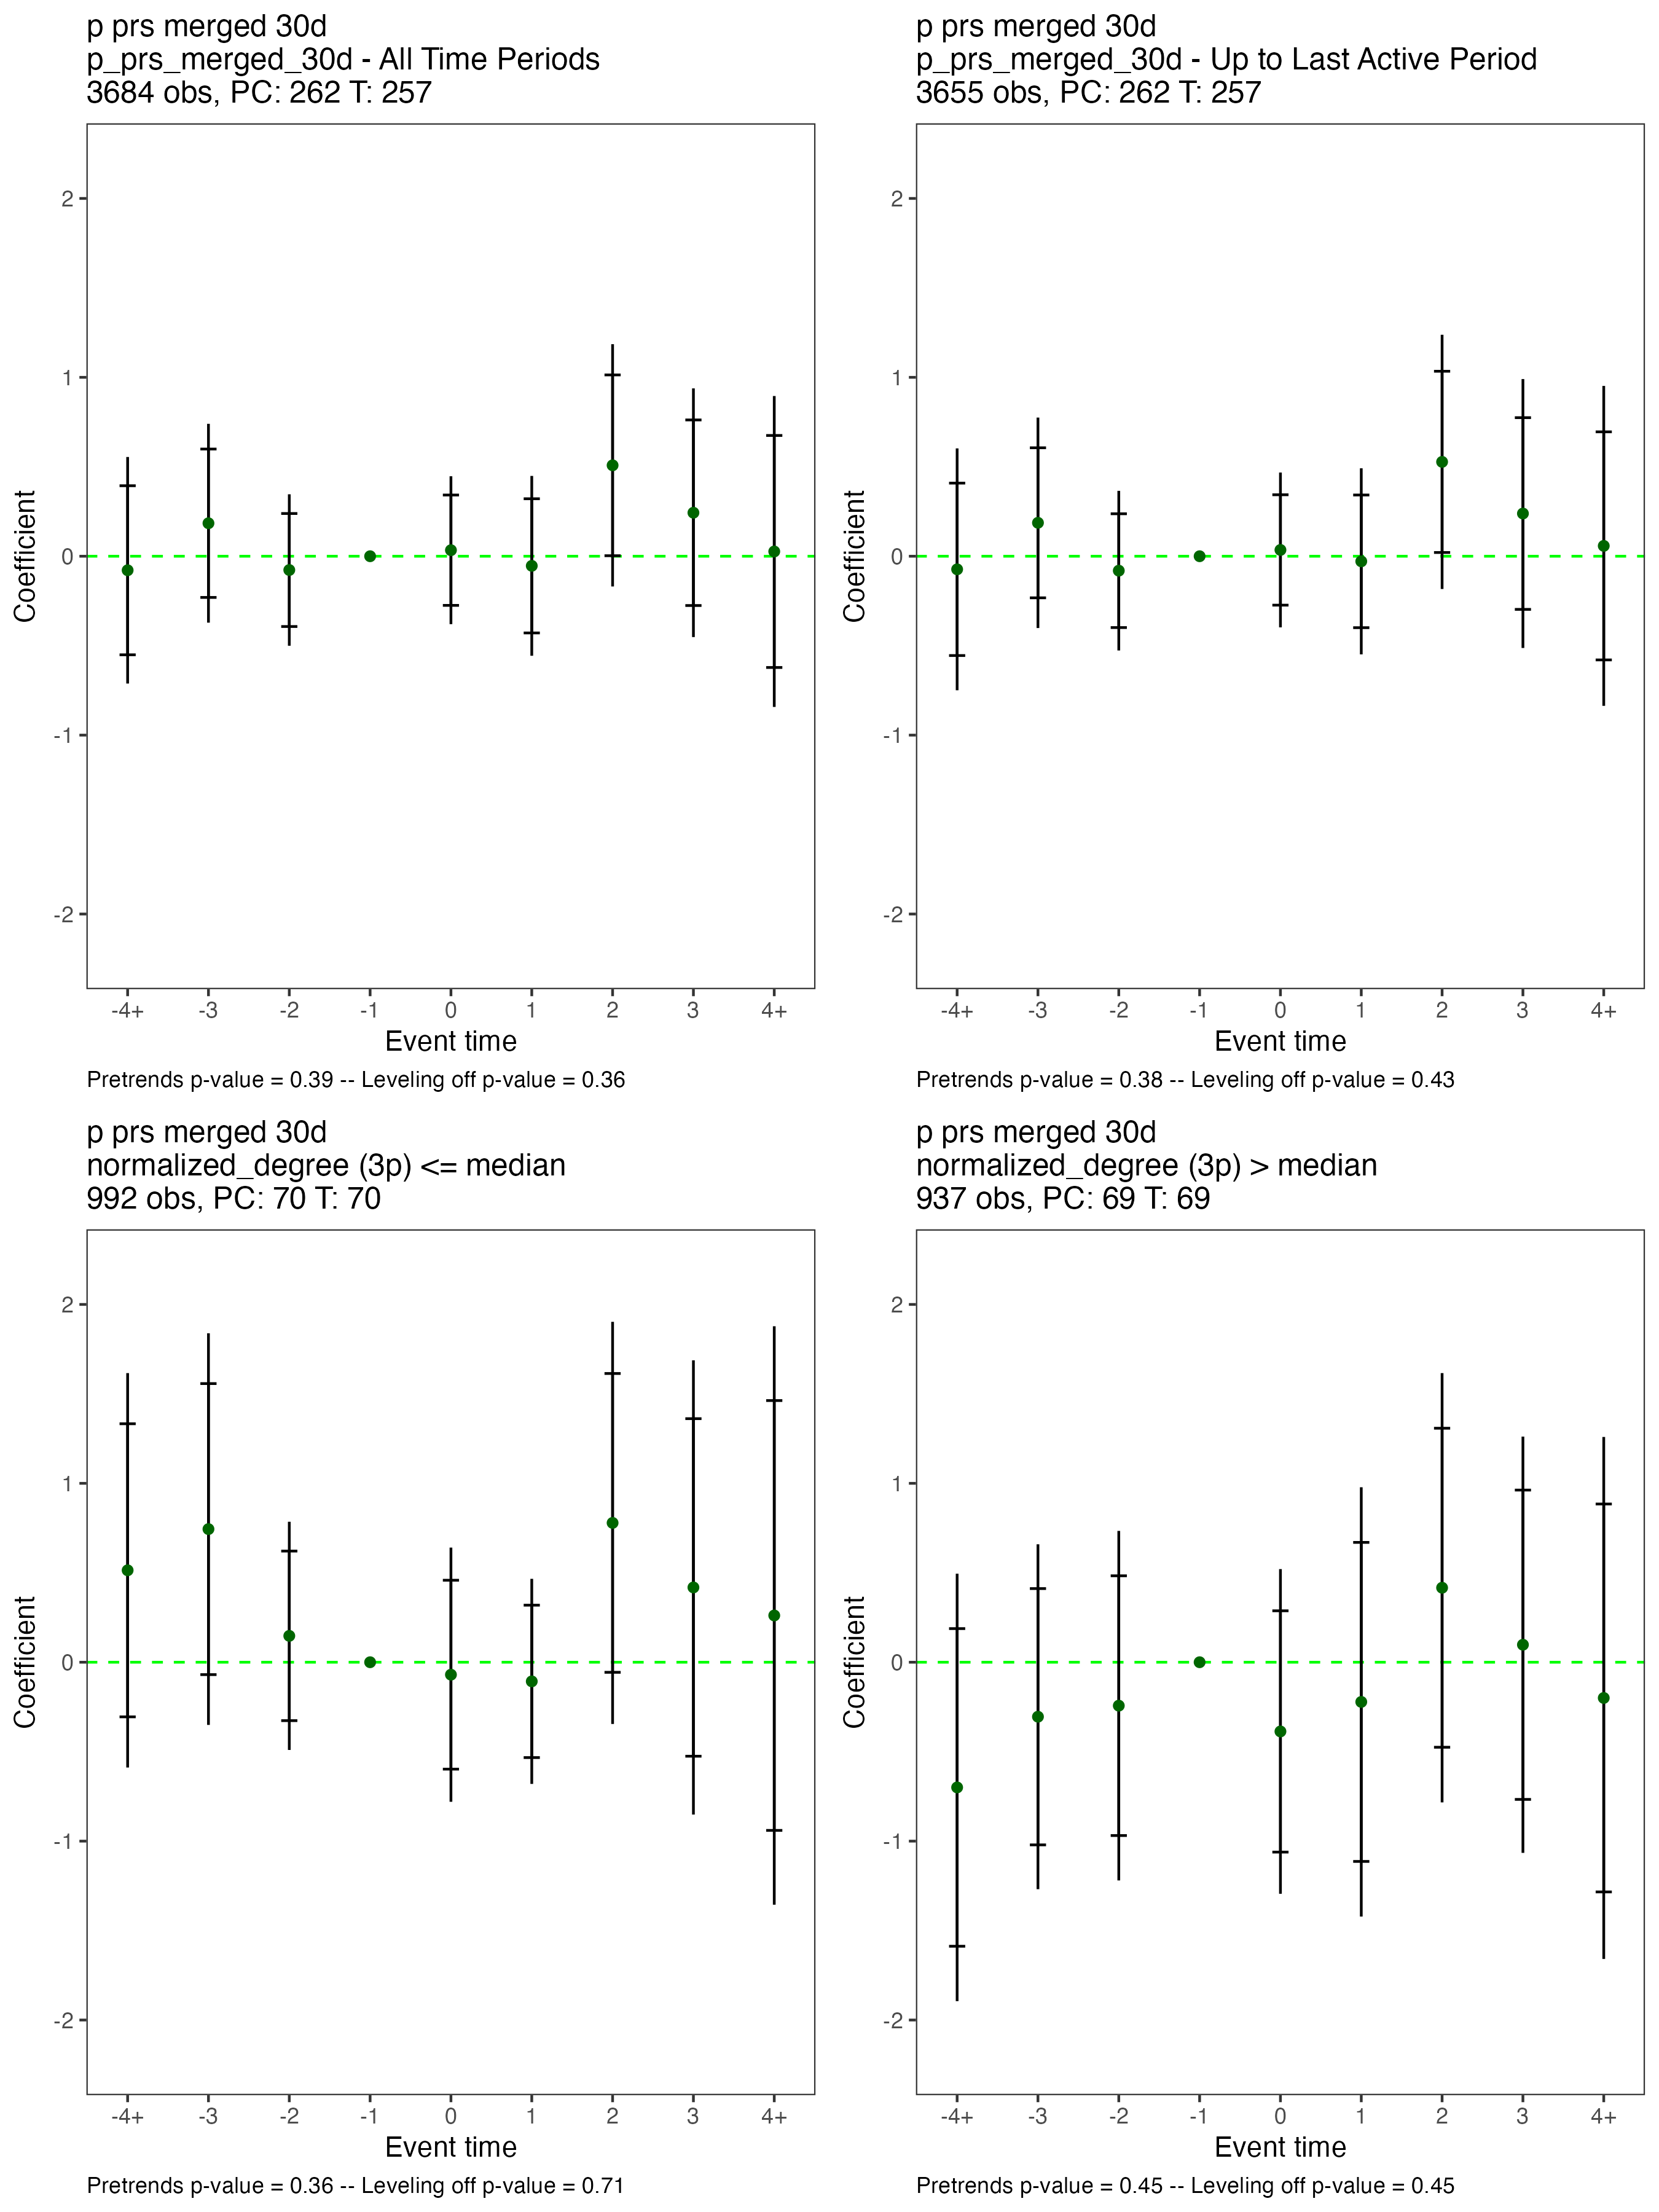 p prs merged 30d
p_prs_merged_30d - All Time Periods
3684 obs, PC: 262 T: 257
Coefficient
2
1
0
-1
-2
-4+ -3 -2 -1 0 1 2 3 4+
Event time
Pretrends p-value = 0.39 -- Leveling off p-value = 0.36
p prs merged 30d
p_prs_merged_30d - Up to Last Active Period
3655 obs, PC: 262 T: 257
Coefficient
2
1
0
-1
-2
-4+ -3 -2 -1 0 1 2 3 4+
Event time
Pretrends p-value = 0.38 -- Leveling off p-value = 0.43
p prs merged 30d
normalized_degree (3p) <= median
992 obs, PC: 70 T: 70
Coefficient
2
1
0
-1
-2
-4+ -3 -2 -1 0 1 2 3 4+
Event time
Pretrends p-value = 0.36 -- Leveling off p-value = 0.71
p prs merged 30d
normalized_degree (3p) > median
937 obs, PC: 69 T: 69
Coefficient
2
1
0
-1
-2
-4+ -3 -2 -1 0 1 2 3 4+
Event time
Pretrends p-value = 0.45 -- Leveling off p-value = 0.45